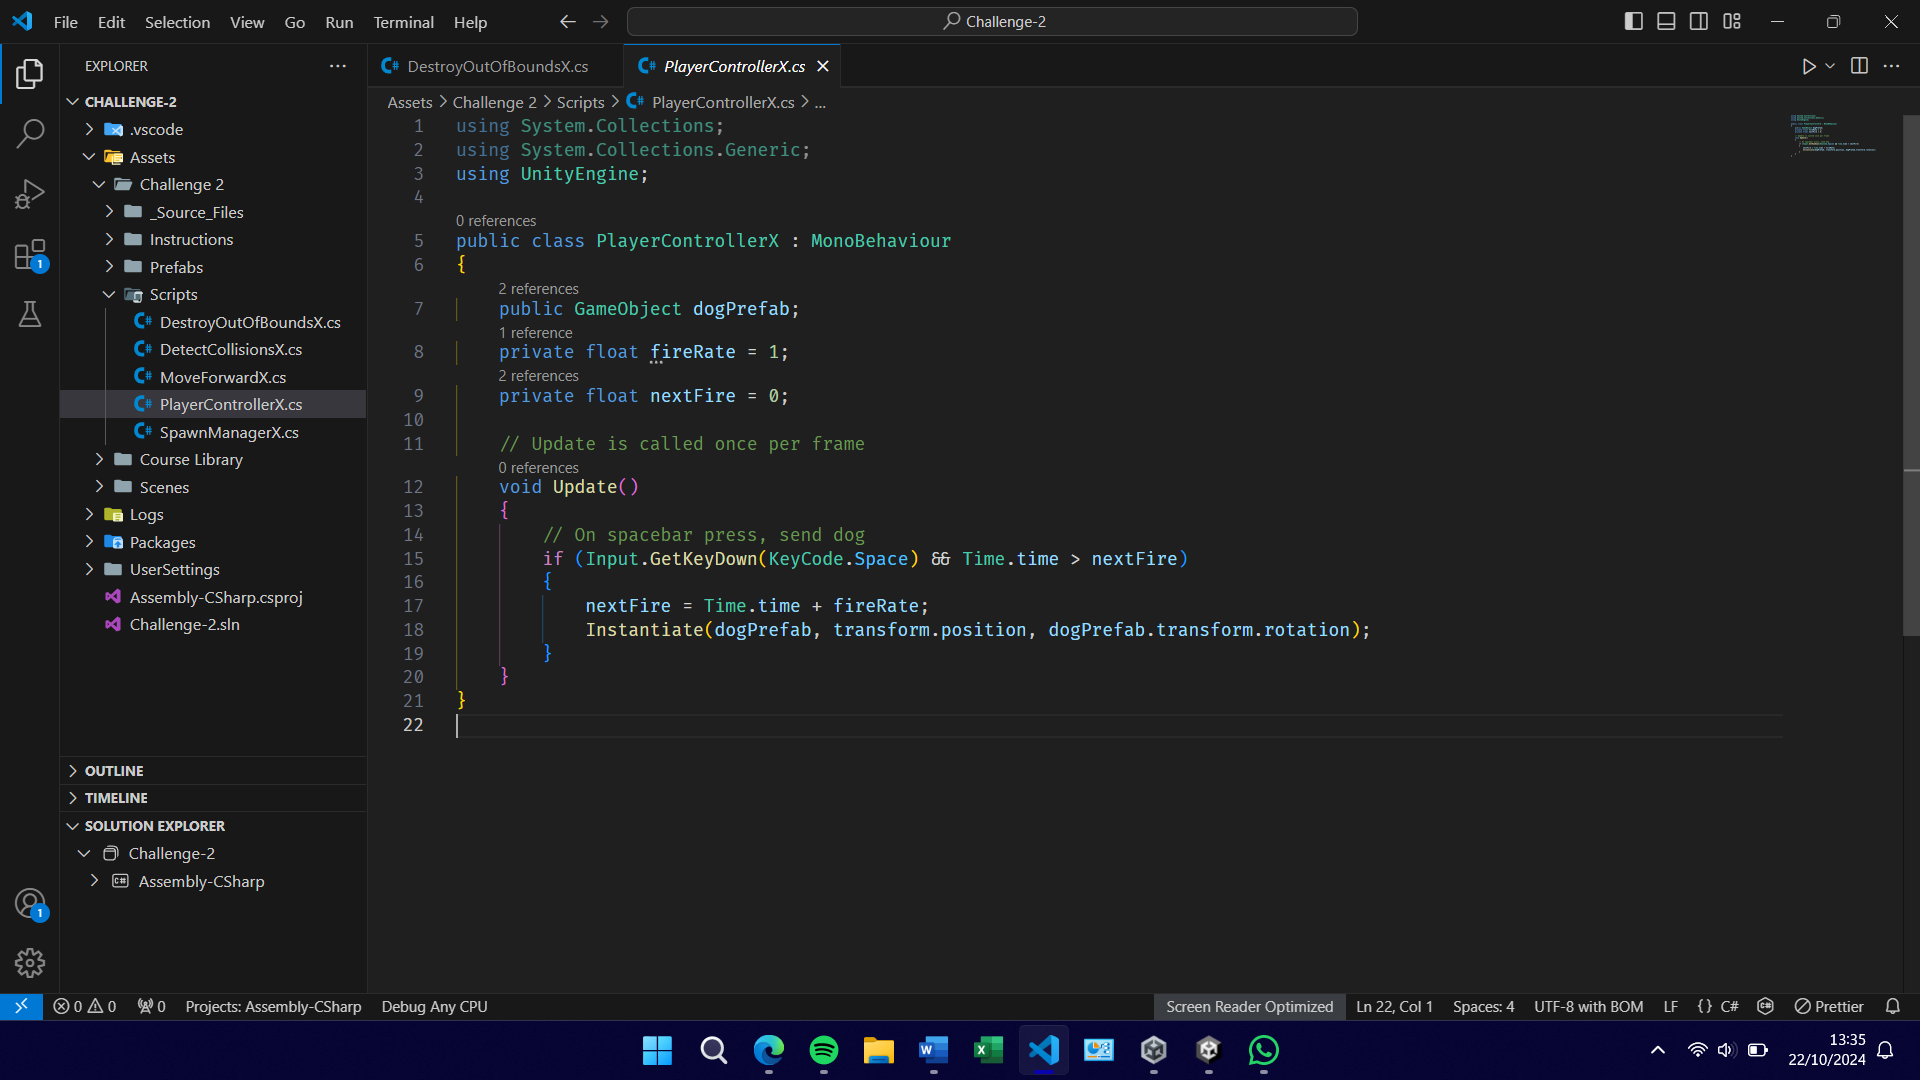 File Edit Selection View Go Run Terminal Help
Challenge-2
EXPLORER
CHALLENGE-2
.vscode
Assets
Challenge 2
_Source_Files
Instructions
Prefabs
Scripts
DestroyOutOfBoundsX.cs
DetectCollisionsX.cs
MoveForwardX.cs
PlayerControllerX.cs
SpawnManagerX.cs
Course Library
Scenes
Logs
Packages
UserSettings
Assembly-CSharp.csproj
Challenge-2.sln
OUTLINE
TIMELINE
SOLUTION EXPLORER
Challenge-2
Assembly-CSharp
1
1
DestroyOutOfBoundsX.cs PlayerControllerX.cs
Assets > Challenge 2 > Scripts > PlayerControllerX.cs > ...
1 using System.Collections;
2 using System.Collections.Generic;
3 using UnityEngine;
4
0 references
5 public class PlayerControllerX : MonoBehaviour
6 {
2 references
7 public GameObject dogPrefab;
1 reference
8 private float fireRate = 1;
2 references
9 private float nextFire = 0;
10
11 // Update is called once per frame
0 references
12 void Update()
13 {
14 // On spacebar press, send dog
15 if (Input.GetKeyDown(KeyCode.Space) && Time.time > nextFire)
16 {
17 nextFire = Time.time + fireRate;
18 Instantiate(dogPrefab, transform.position, dogPrefab.transform.rotation);
19 }
20 }
21 }
22
0 0 0 Projects: Assembly-CSharp Debug Any CPU Screen Reader Optimized Ln 22, Col 1 Spaces: 4 UTF-8 with BOM LF {} C# Prettier
13:35
22/10/2024